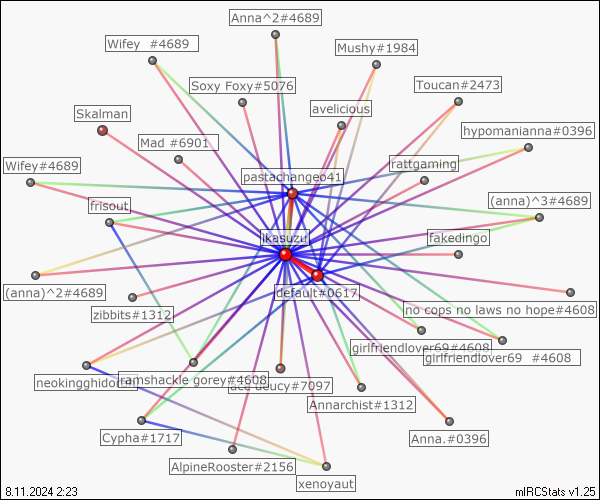 Anna^2#4689
Wifey  #4689
Mushy#1984
Soxy Foxy#5076
Toucan#2473
avelicious
Skalman
hypomanianna#0396
Mad #6901
Wifey#4689
rattgaming
pastachangeo41
(anna)^3#4689
frisout
ikasuzu
fakedingo
(anna)^2#4689
default#0617
zibbits#1312
no cops no laws no hope#4608
girlfriendlover69#4608
girlfriendlover69  #4608
ramshackle gorey#4608
deucy#7097
Annarchist#1312
Cypha#1717
Anna.#0396
AlpineRooster#2156
xenoyaut
8.11.2024 2:23
mIRCStats v1.25